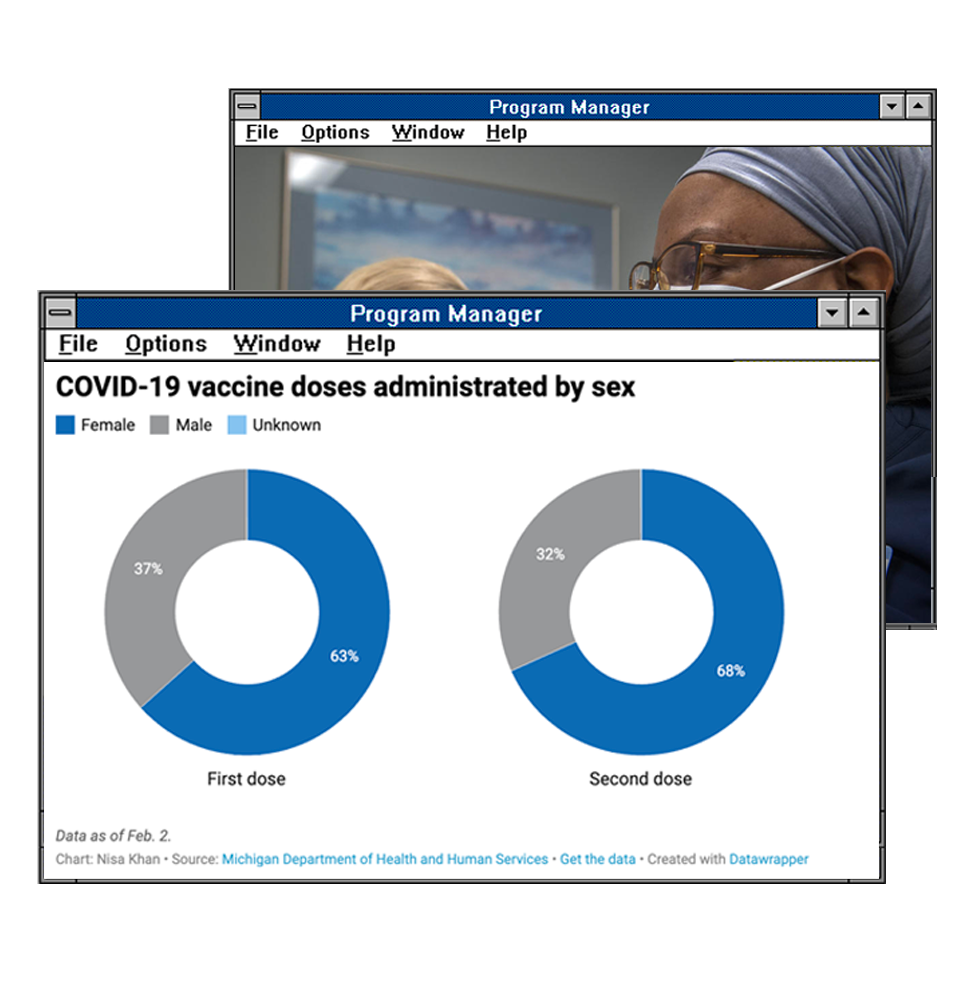 Program Manager
File Options Window Help
Program Manager
File Options Window Help
COVID-19 vaccine doses administrated by sex
Female Male Unknown
37%
63%
32%
68%
First dose
Second dose
Data as of Feb. 2.
Chart: Nisa Khan • Source: Michigan Department of Health and Human Services • Get the data • Created with Datawrapper